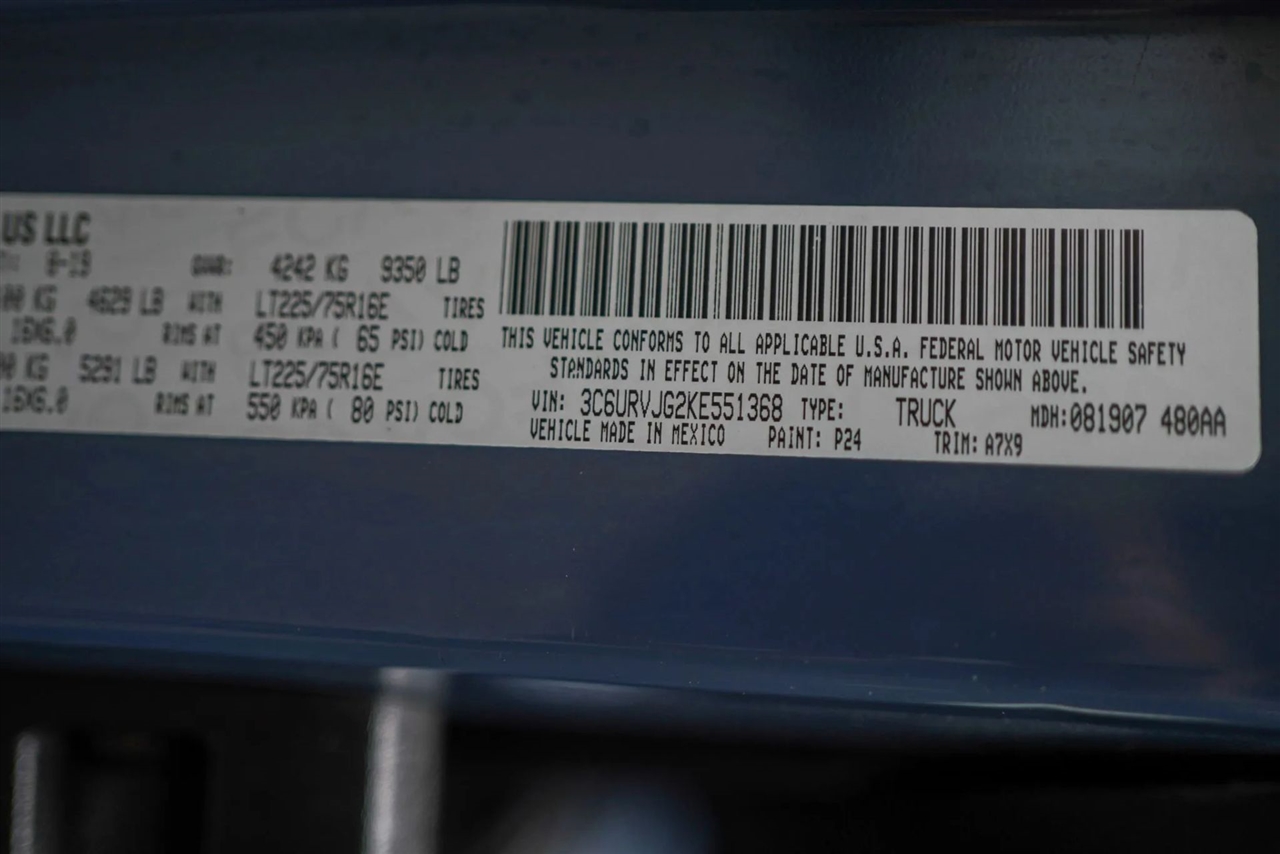 US LLC
8-19 GVWR: 4242 KG 9350 LB
00 KG 4629 LB WITH LT225/75R16E TIRES
16X6.0 RIMS AT 450 KPA ( 65 PSI) COLD
00 KG 5291 LB WITH LT225/75R16E TIRES
16X6.0 RIMS AT 550 KPA ( 80 PSI) COLD
THIS VEHICLE CONFORMS TO ALL APPLICABLE U.S.A. FEDERAL MOTOR VEHICLE SAFETY
STANDARDS IN EFFECT ON THE DATE OF MANUFACTURE SHOWN ABOVE.
VIN: 3C6URVJG2KE551368 TYPE: TRUCK MDH:081907 480AA
VEHICLE MADE IN MEXICO PAINT: P24 TRIM: A7X9